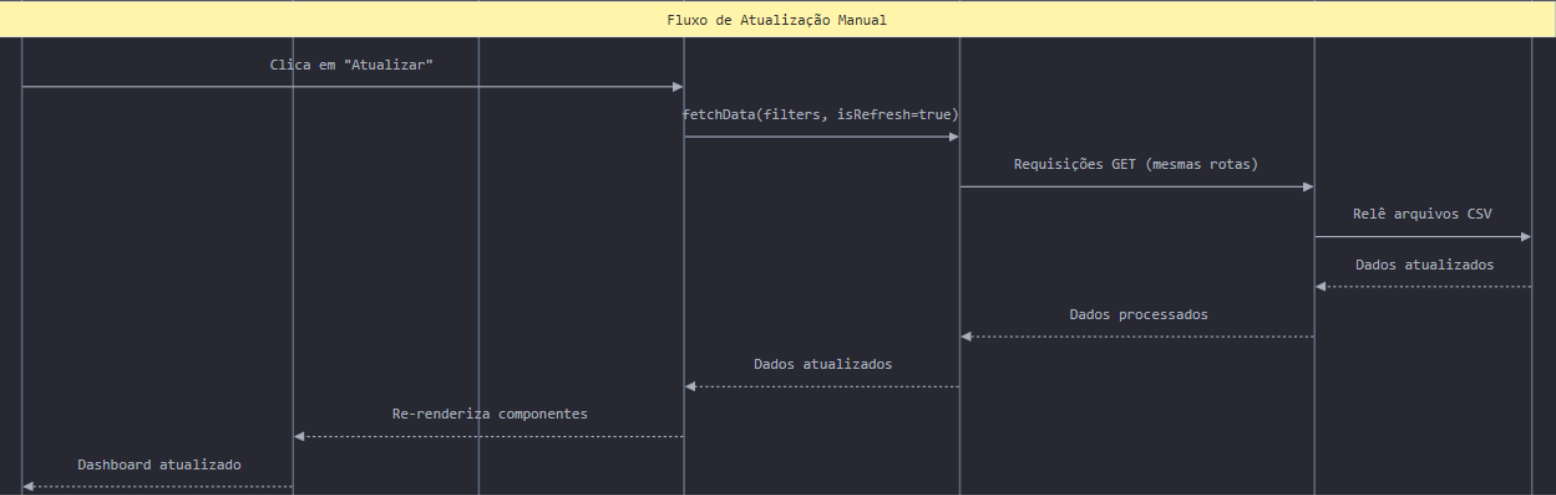 Fluxo de Atualização Manual
Clica em "Atualizar"
fetchData(filters, isRefresh=true)
Requisições GET (mesmas rotas)
Relê arquivos CSV
Dados atualizados
Dados processados
Dados atualizados
Re-renderiza componentes
Dashboard atualizado